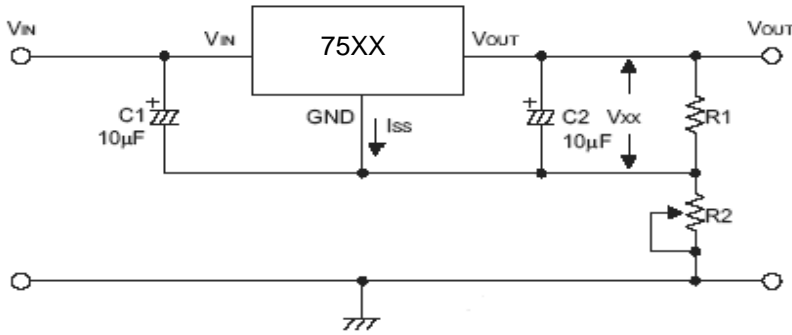 VIN
VIN
75XX
VOUT
VOUT
C1
10μF
GND
ISS
C2
10μF
VXX
R1
R2